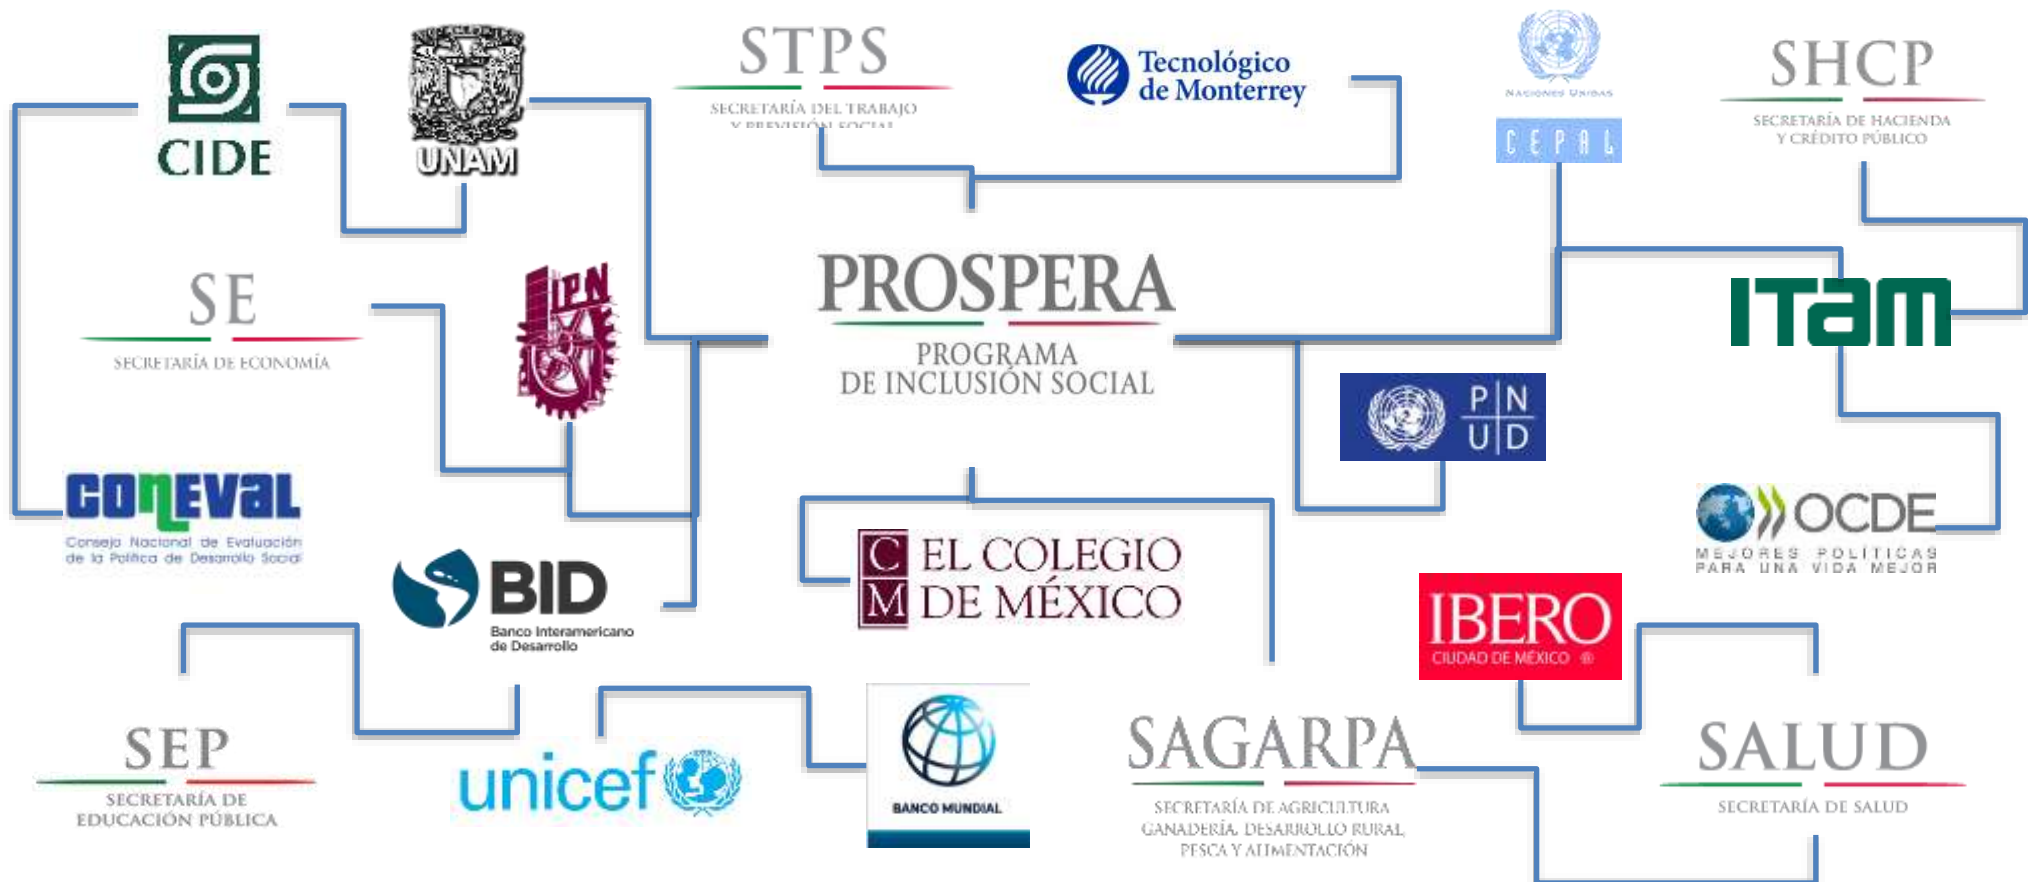 CIDE
UNAM
STPS
SECRETARÍA DEL TRABAJO
Y PREVISIÓN SOCIAL
Tecnológico
de Monterrey
NACIONES UNIDAS
CEPAL
SHCP
SECRETARÍA DE HACIENDA
Y CRÉDITO PÚBLICO
SE
SECRETARÍA DE ECONOMÍA
IPN
PROSPERA
PROGRAMA
DE INCLUSIÓN SOCIAL
ITam
P N
U D
CONEVAL
Consejo Nacional de Evaluación
de la Política de Desarrollo Social
BID
Banco Interamericano
de Desarrollo
C EL COLEGIO
M DE MÉXICO
OCDE
MEJORES POLÍTICAS
PARA UNA VIDA MEJOR
IBERO
CIUDAD DE MÉXICO ®
SEP
SECRETARÍA DE
EDUCACIÓN PÚBLICA
unicef
BANCO MUNDIAL
SAGARPA
SECRETARÍA DE AGRICULTURA
GANADERÍA, DESARROLLO RURAL,
PESCA Y ALIMENTACIÓN
SALUD
SECRETARÍA DE SALUD